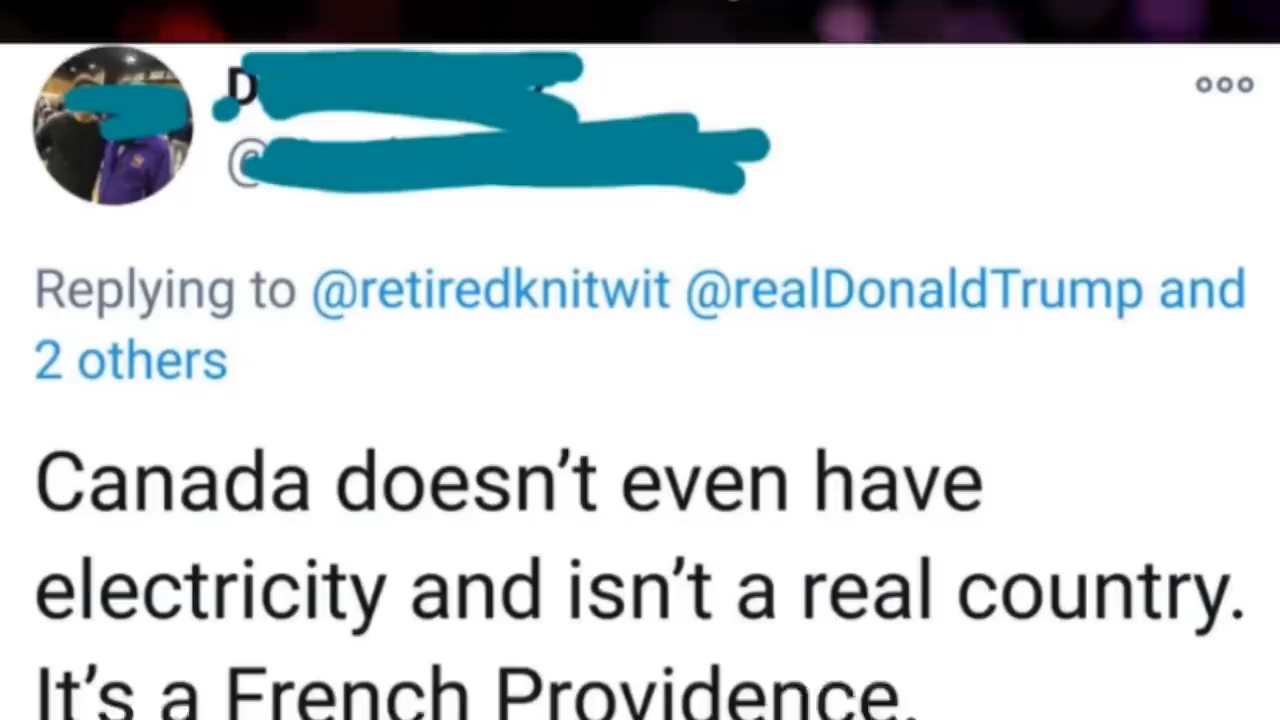 D
@
Replying to @retiredknitwit @realDonaldTrump and
2 others
Canada doesn’t even have
electricity and isn’t a real country.
It’s a French Providence.